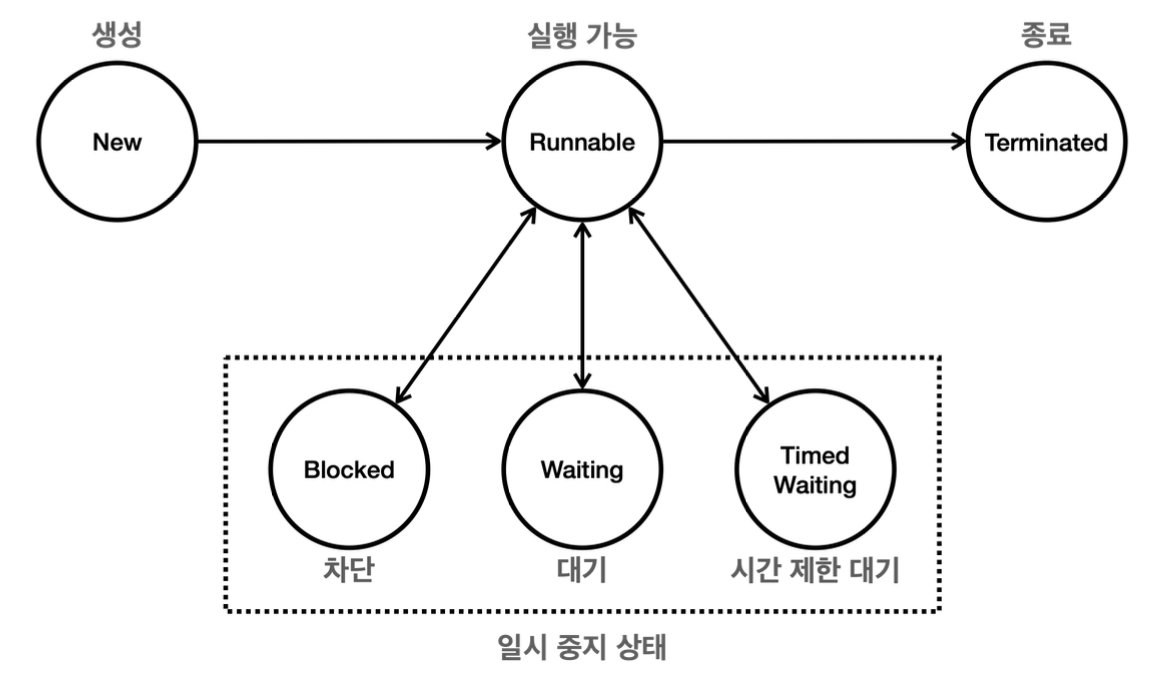 생성
실행 가능
종료
New
Runnable
Terminated
Blocked
Waiting
Timed
Waiting
차단
대기
시간 제한 대기
일시 중지 상태